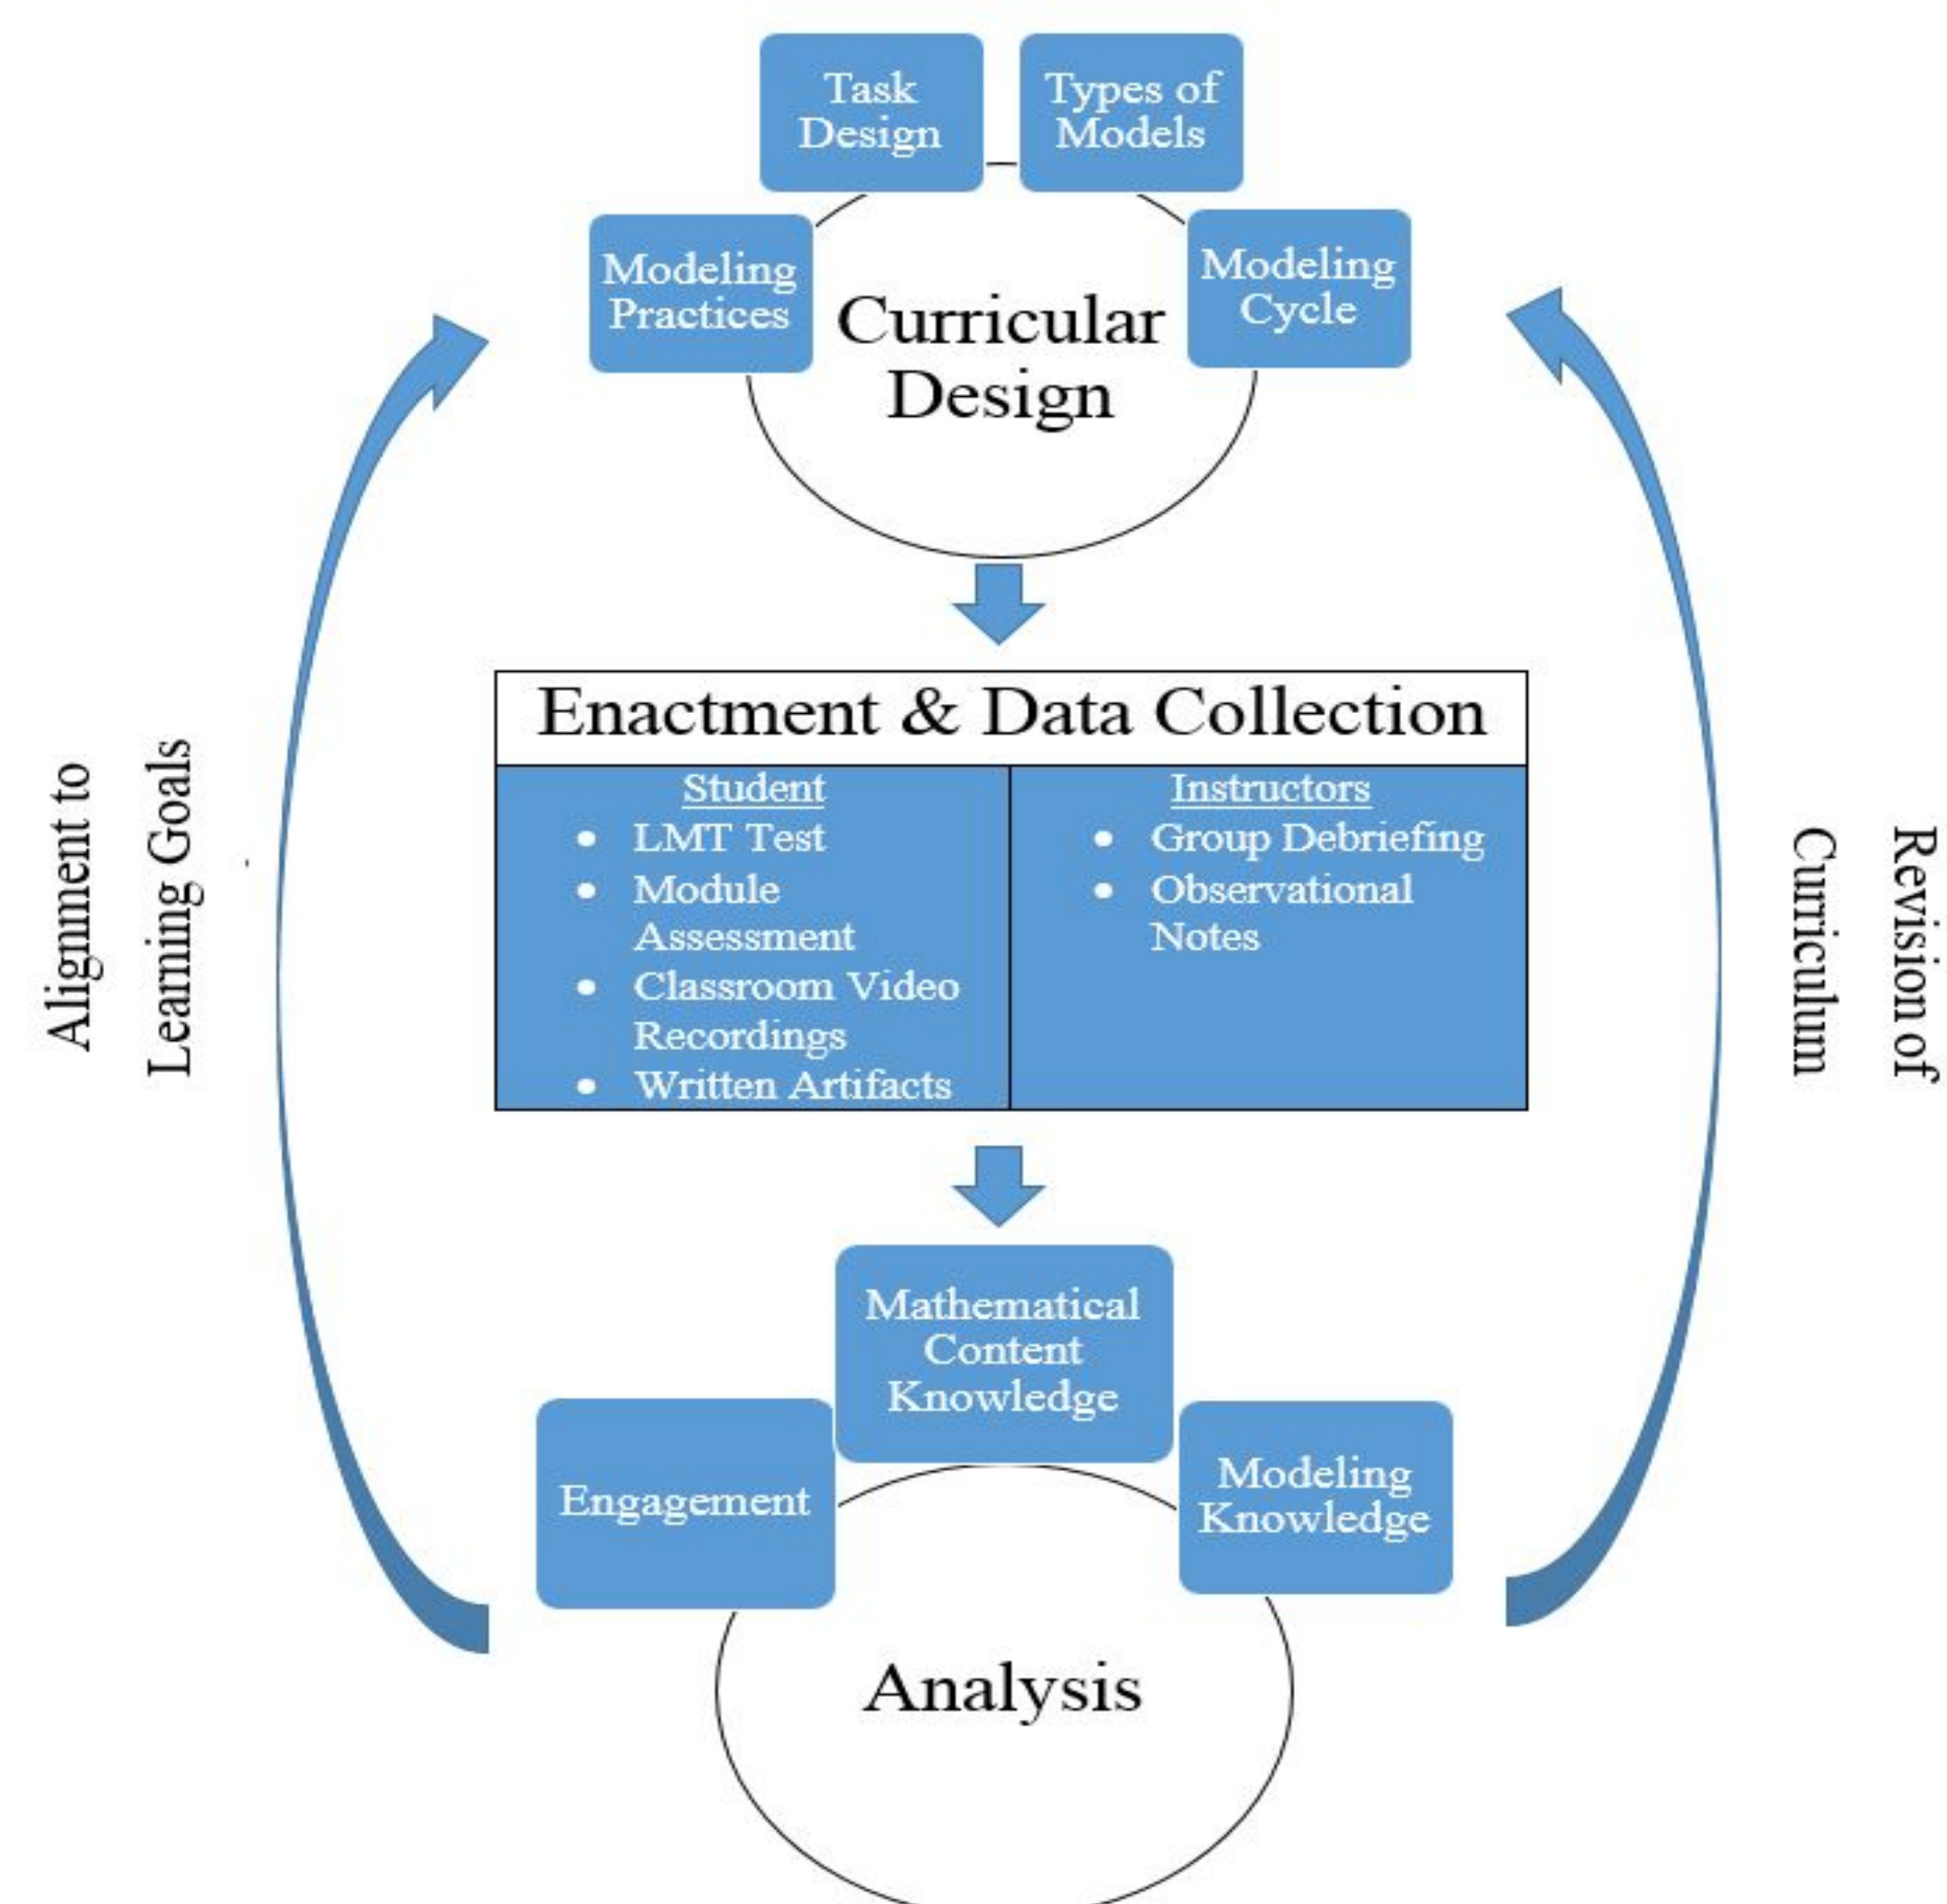 Task
Design
Types of
Models
Modeling
Practices
Modeling
Cycle
Curricular
Design
Enactment & Data Collection
Student
• LMT Test
• Module
Assessment
• Classroom Video
Recordings
• Written Artifacts
Instructors
• Group Debriefing
• Observational
Notes
Alignment to
Learning Goals
Revision of
Curriculum
Mathematical
Content
Knowledge
Engagement
Modeling
Knowledge
Analysis